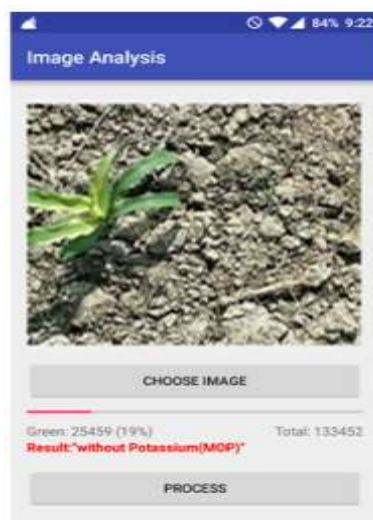 84% 9:22
Image Analysis
CHOOSE IMAGE
Green: 25459 (19%) Total: 133452
Result:"without Potassium(MOP)"
PROCESS